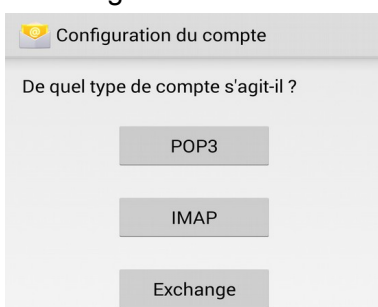 Configuration du compte
De quel type de compte s'agit-il ?
POP3
IMAP
Exchange